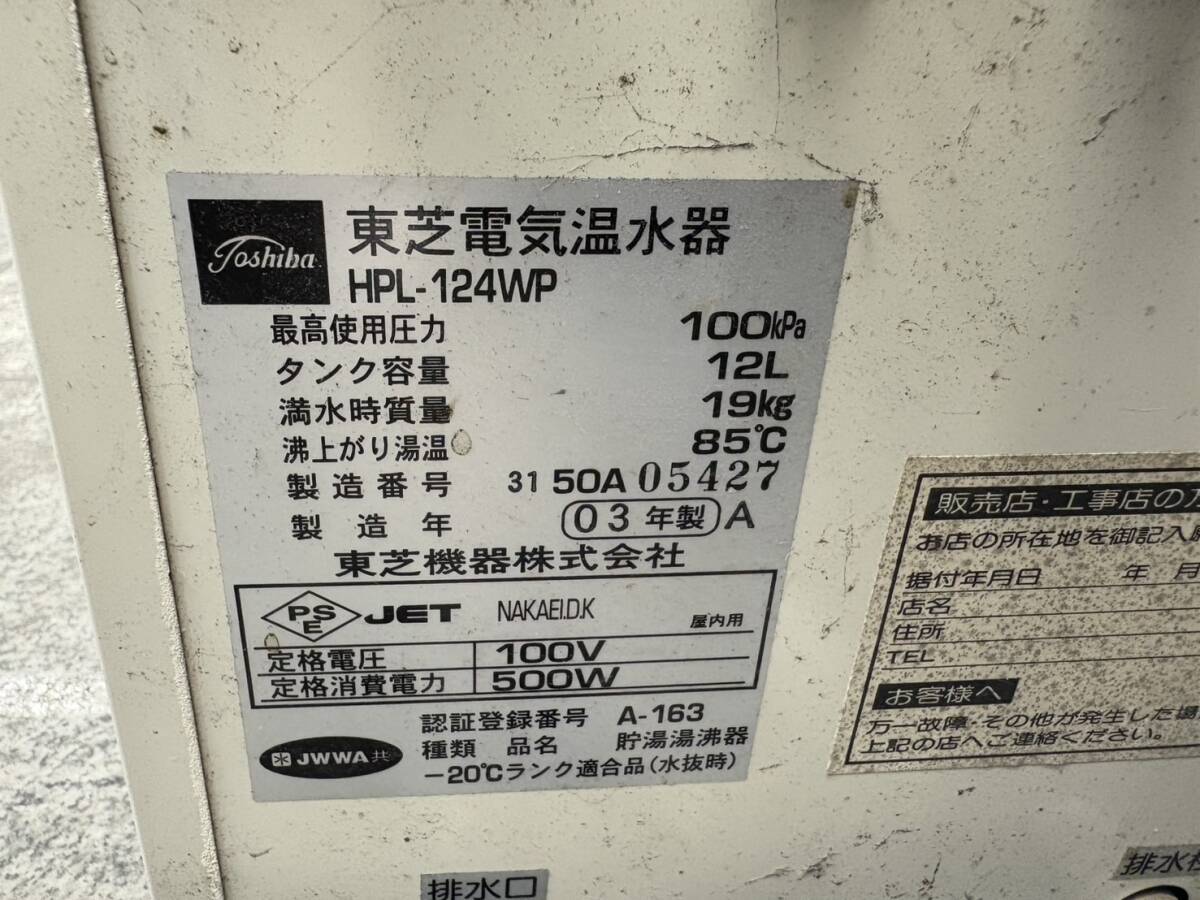 Toshiba
東芝電気温水器
HPL-124WP
最高使用圧力 100kPa
タンク容量 12L
満水時質量 19kg
沸上がり湯温 85℃
製造番号 31 50A 05427
製造年 03年製 A
東芝機器株式会社
PSE JET NAKAEI.D.K 屋内用
定格電圧 100V
定格消費電力 500W
認証登録番号 A-163
種類 品名 貯湯湯沸器
-20℃ランク適合品(水抜時)
JWWA 共
販売店・工事店の
お店の所在地を御記入
据付年月日 年 月
店名
住所
TEL
お客様へ
万一故障・その他が発生した
上記の店へご連絡ください。
排水口
排水